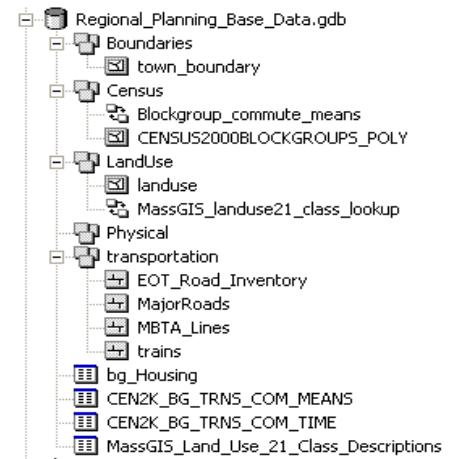 Regional_Planning_Base_Data.gdb
Boundaries
town_boundary
Census
Blockgroup_commute_means
CENSUS2000BLOCKGROUPS_POLY
LandUse
landuse
MassGIS_landuse21_class_lookup
Physical
transportation
EOT_Road_Inventory
MajorRoads
MBTA_Lines
trains
bg_Housing
CEN2K_BG_TRNS_COM_MEANS
CEN2K_BG_TRNS_COM_TIME
MassGIS_Land_Use_21_Class_Descriptions